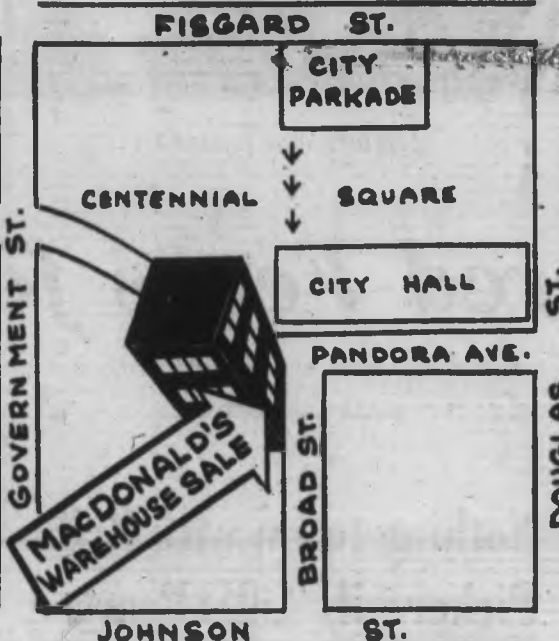 FISGARD ST.
CITY
PARKADE
CENTENNIAL SQUARE
CITY HALL
GOVERNMENT ST.
PANDORA AVE.
BROAD ST.
DOUGLAS ST.
MACDONALD'S
WAREHOUSE SALE
JOHNSON ST.